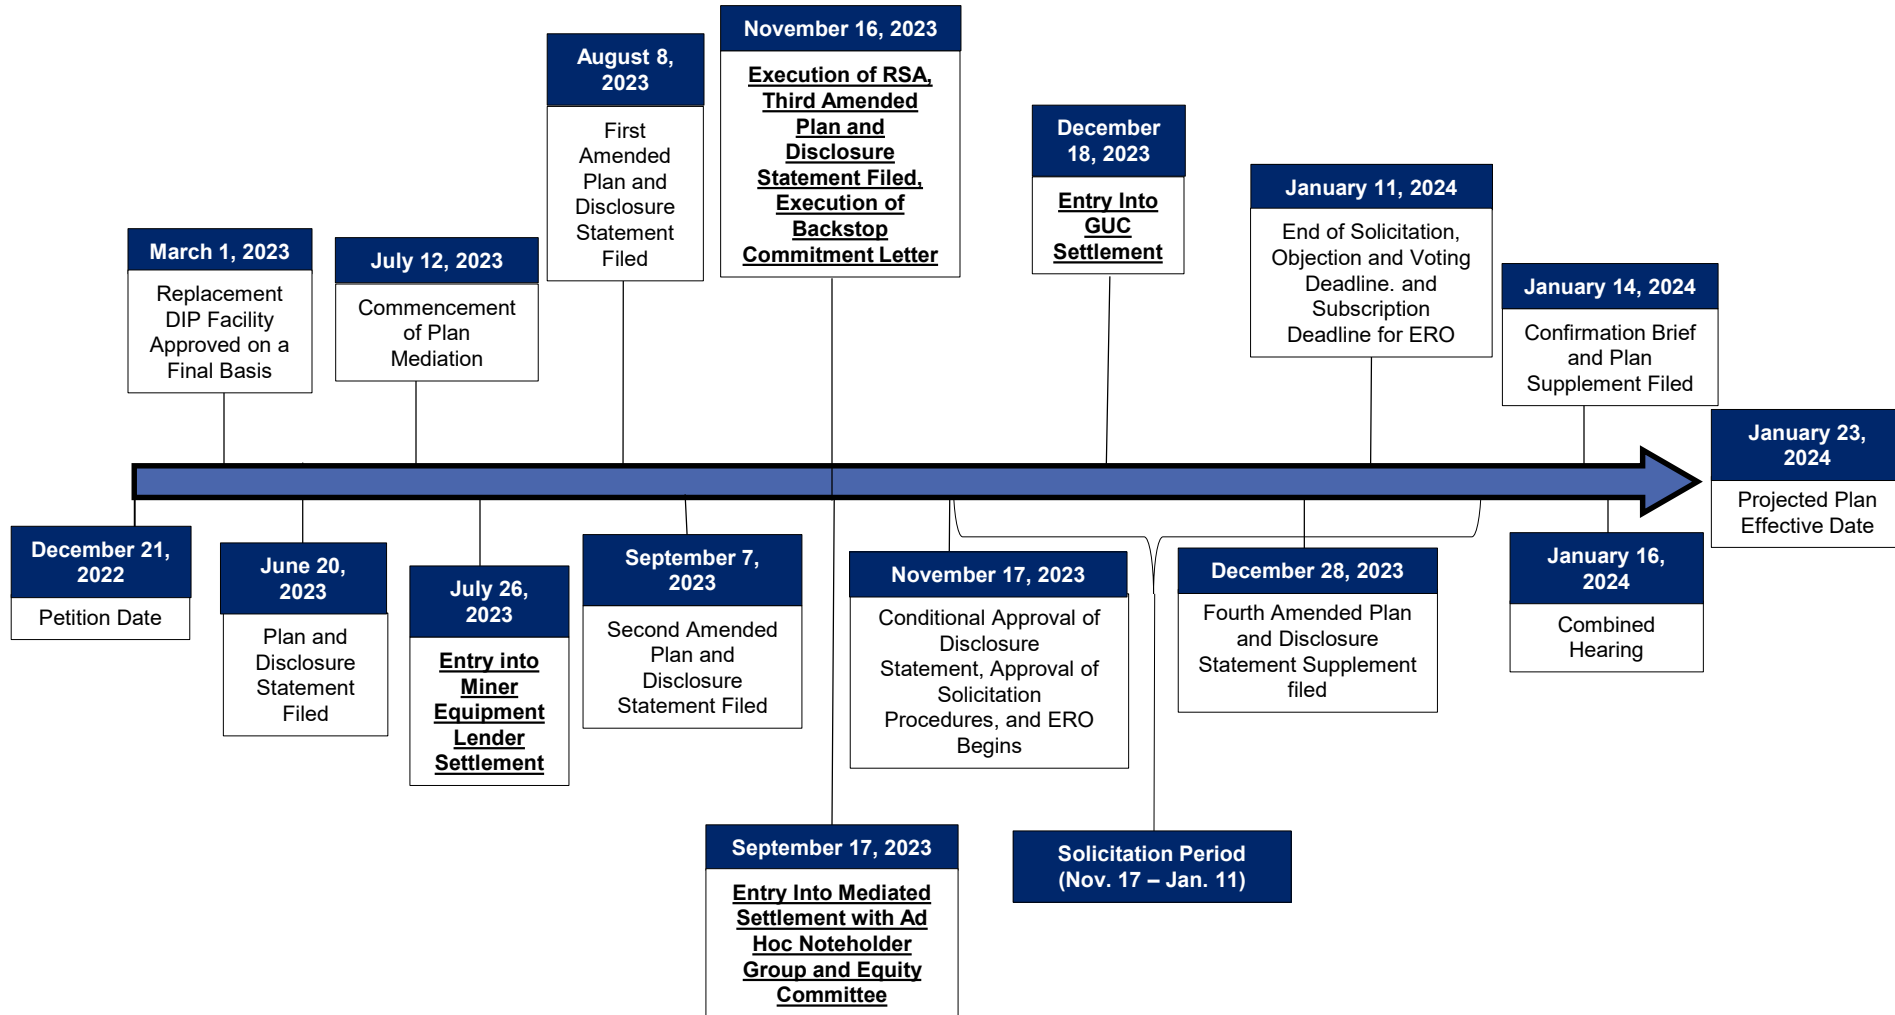 November 16, 2023
Execution of RSA,
Third Amended
Plan and
Disclosure
Statement Filed,
Execution of
Backstop
Commitment Letter
August 8,
2023
First
Amended
Plan and
Disclosure
Statement
Filed
December
18, 2023
Entry Into
GUC
Settlement
January 11, 2024
End of Solicitation,
Objection and Voting
Deadline. and
Subscription
Deadline for ERO
March 1, 2023
Replacement
DIP Facility
Approved on a
Final Basis
July 12, 2023
Commencement
of Plan
Mediation
January 14, 2024
Confirmation Brief
and Plan
Supplement Filed
January 23,
2024
Projected Plan
Effective Date
December 21,
2022
Petition Date
June 20,
2023
Plan and
Disclosure
Statement
Filed
July 26,
2023
Entry into
Miner
Equipment
Lender
Settlement
September 7,
2023
Second Amended
Plan and
Disclosure
Statement Filed
November 17, 2023
Conditional Approval of
Disclosure
Statement, Approval of
Solicitation
Procedures, and ERO
Begins
December 28, 2023
Fourth Amended Plan
and Disclosure
Statement Supplement
filed
January 16,
2024
Combined
Hearing
September 17, 2023
Entry Into Mediated
Settlement with Ad
Hoc Noteholder
Group and Equity
Committee
Solicitation Period
(Nov. 17 – Jan. 11)